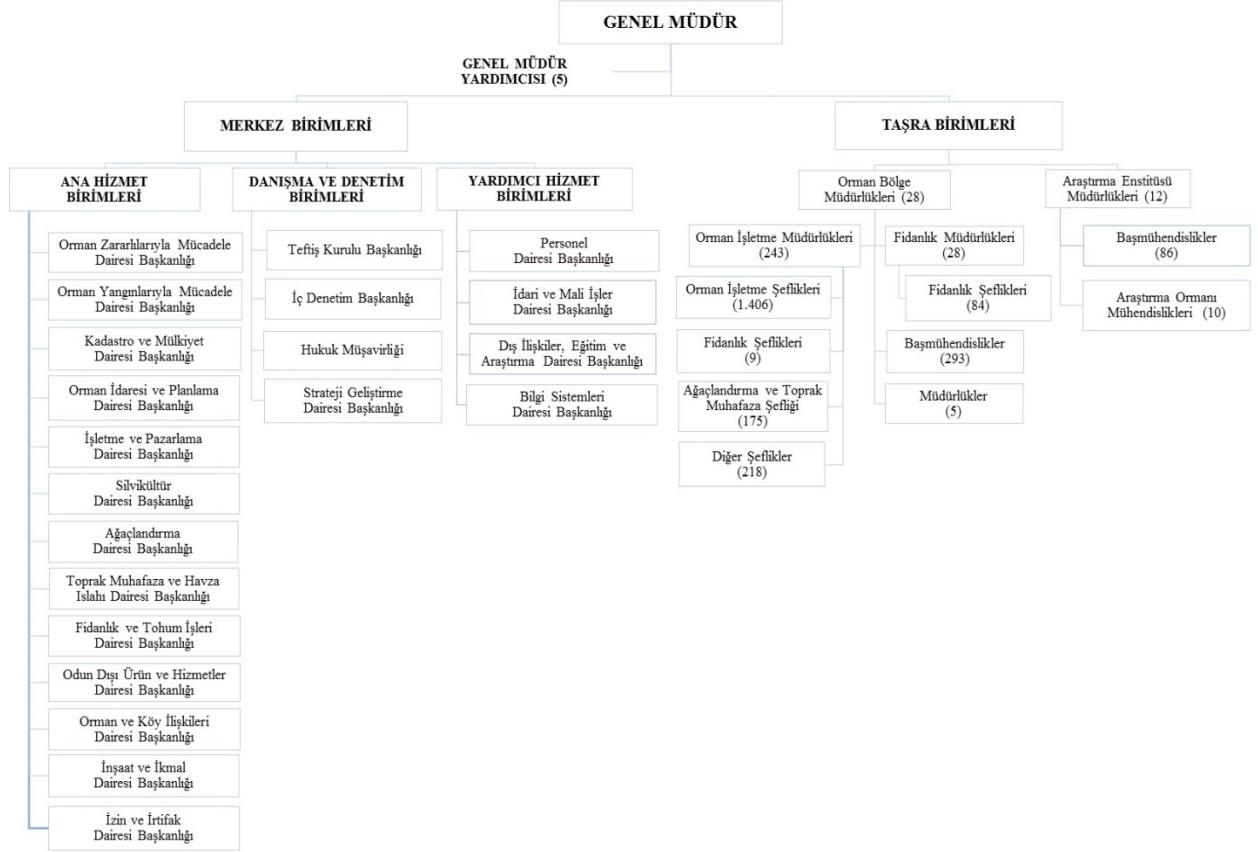 GENEL MÜDÜR
GENEL MÜDÜR
YARDIMCISI (5)
MERKEZ BİRİMLERİ
TAŞRA BİRİMLERİ
ANA HİZMET
BİRİMLERİ
DANIŞMA VE DENETİM
BİRİMLERİ
YARDIMCI HİZMET
BİRİMLERİ
Orman Bölge
Müdürlükleri (28)
Araştırma Enstitüsü
Müdürlükleri (12)
Orman Zararlılarıyla Mücadele
Dairesi Başkanlığı
Orman Yangınlarıyla Mücadele
Dairesi Başkanlığı
Kadastro ve Mülkiyet
Dairesi Başkanlığı
Orman İdaresi ve Planlama
Dairesi Başkanlığı
İşletme ve Pazarlama
Dairesi Başkanlığı
Silvikültür
Dairesi Başkanlığı
Ağaçlandırma
Dairesi Başkanlığı
Toprak Muhafaza ve Havza
Islahı Dairesi Başkanlığı
Fidanlık ve Tohum İşleri
Dairesi Başkanlığı
Odun Dışı Ürün ve Hizmetler
Dairesi Başkanlığı
Orman ve Köy İlişkileri
Dairesi Başkanlığı
İnşaat ve İkmal
Dairesi Başkanlığı
İzin ve İrtifak
Dairesi Başkanlığı
Teftiş Kurulu Başkanlığı
İç Denetim Başkanlığı
Hukuk Müşavirliği
Strateji Geliştirme
Dairesi Başkanlığı
Personel
Dairesi Başkanlığı
İdari ve Mali İşler
Dairesi Başkanlığı
Dış İlişkiler, Eğitim ve
Araştırma Dairesi Başkanlığı
Bilgi Sistemleri
Dairesi Başkanlığı
Orman İşletme Müdürlükleri
(243)
Orman İşletme Şeflikleri
(1.406)
Fidanlık Şeflikleri
(9)
Ağaçlandırma ve Toprak
Muhafaza Şefliği
(175)
Diğer Şeflikler
(218)
Fidanlık Müdürlükleri
(28)
Fidanlık Şeflikleri
(84)
Başmühendislikler
(293)
Müdürlükler
(5)
Başmühendislikler
(86)
Araştırma Ormanı
Mühendislikleri (10)